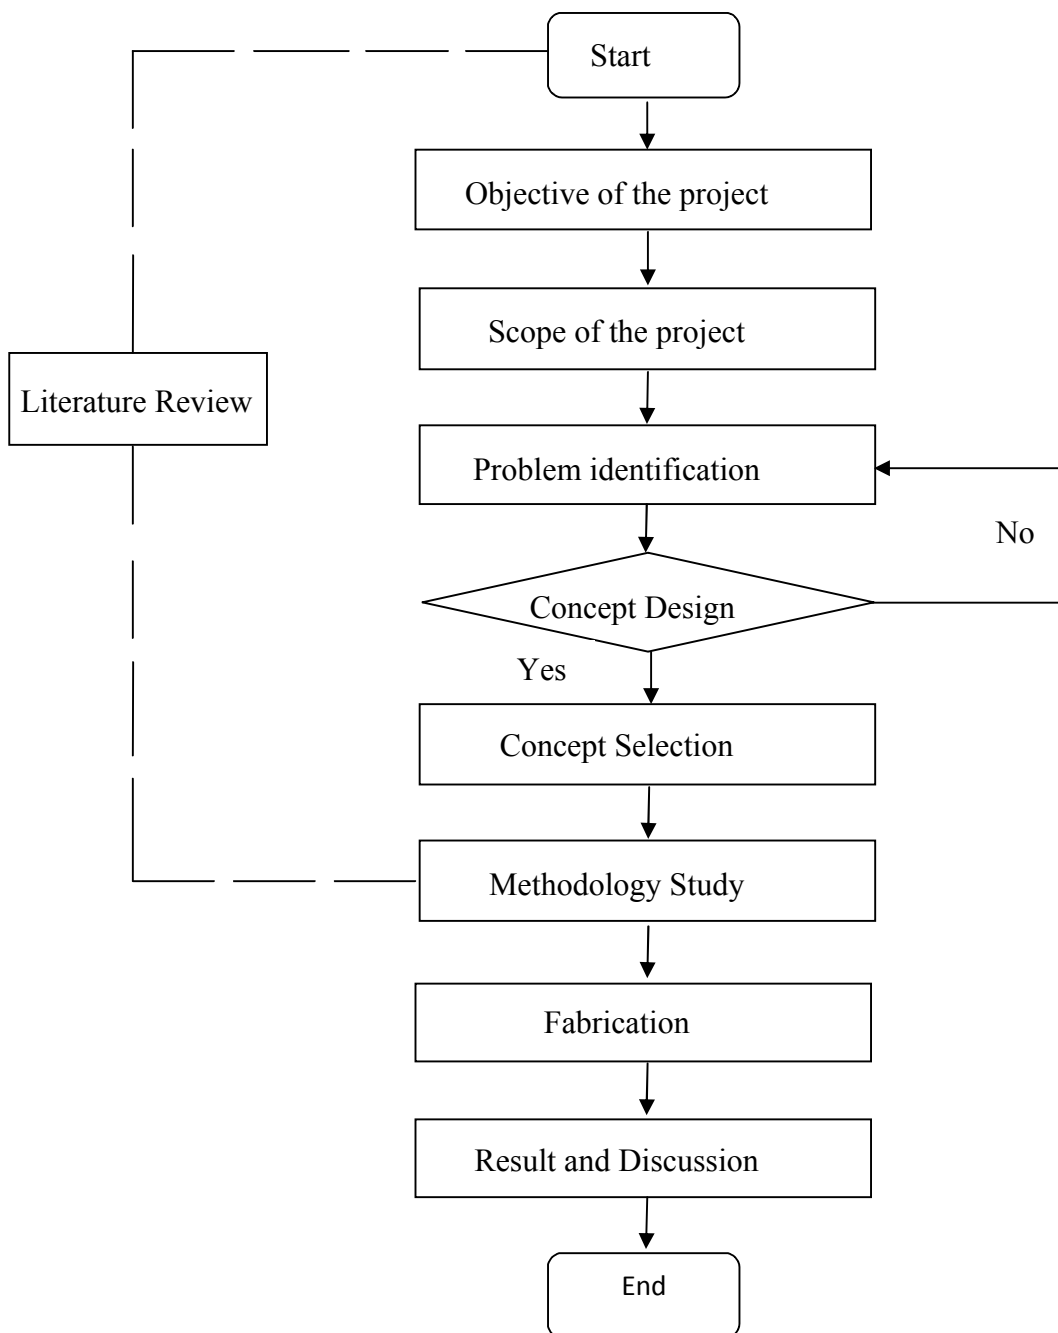 Start
Objective of the project
Scope of the project
Literature Review
Problem identification
No
Concept Design
Yes
Concept Selection
Methodology Study
Fabrication
Result and Discussion
End